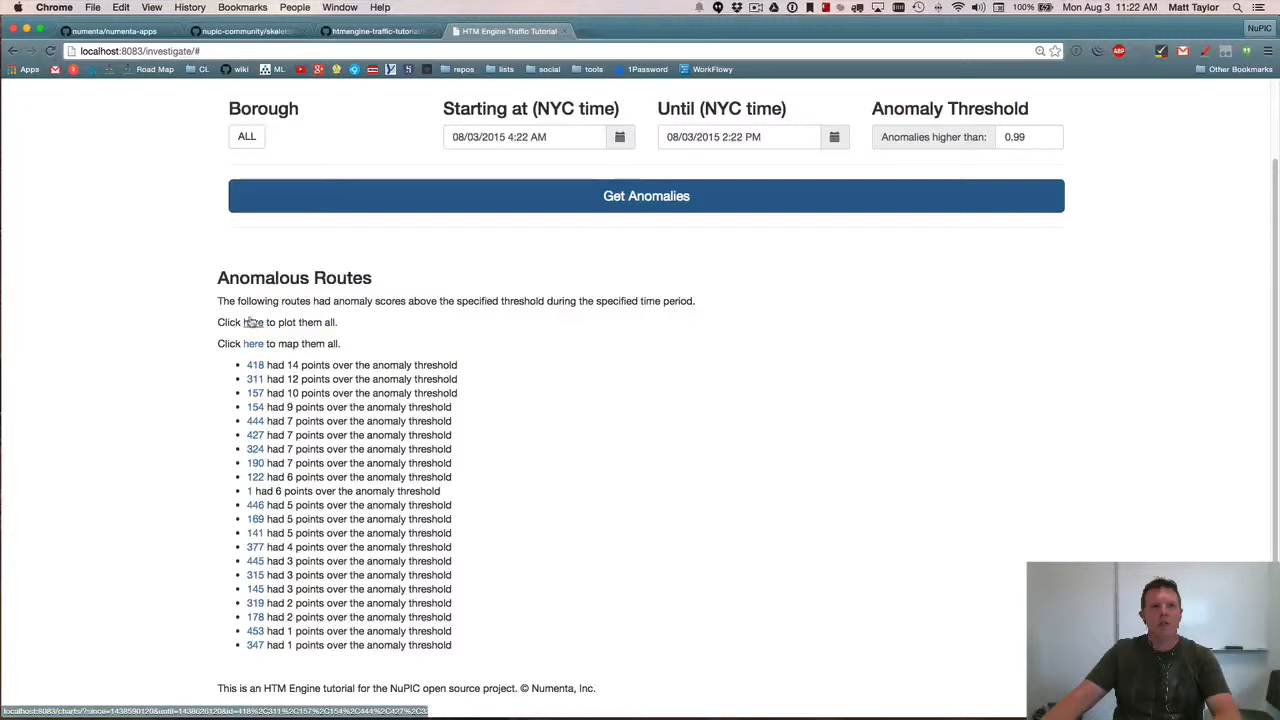 Chrome File Edit View History Bookmarks People Window Help 100% Mon Aug 3 11:22 AM Matt Taylor
numenta/numenta-apps nupic-community/skeleton htmengine-traffic-tutorial/ HTM Engine Traffic Tutorial NuPIC
localhost:8083/investigate/#
Apps CL wiki ML Road Map repos lists social tools 1Password WorkFlowy Other Bookmarks
Borough Starting at (NYC time) Until (NYC time) Anomaly Threshold
ALL 08/03/2015 4:22 AM 08/03/2015 2:22 PM Anomalies higher than: 0.99
Get Anomalies
Anomalous Routes
The following routes had anomaly scores above the specified threshold during the specified time period.
Click here to plot them all.
Click here to map them all.
418 had 14 points over the anomaly threshold
311 had 12 points over the anomaly threshold
157 had 10 points over the anomaly threshold
154 had 9 points over the anomaly threshold
444 had 7 points over the anomaly threshold
427 had 7 points over the anomaly threshold
324 had 7 points over the anomaly threshold
190 had 7 points over the anomaly threshold
122 had 6 points over the anomaly threshold
1 had 6 points over the anomaly threshold
446 had 5 points over the anomaly threshold
169 had 5 points over the anomaly threshold
141 had 5 points over the anomaly threshold
377 had 4 points over the anomaly threshold
445 had 3 points over the anomaly threshold
315 had 3 points over the anomaly threshold
145 had 3 points over the anomaly threshold
319 had 2 points over the anomaly threshold
178 had 2 points over the anomaly threshold
453 had 1 points over the anomaly threshold
347 had 1 points over the anomaly threshold
This is an HTM Engine tutorial for the NuPIC open source project. © Numenta, Inc.